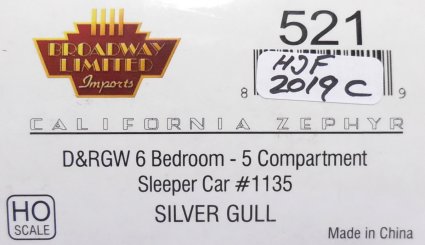 BROADWAY
LIMITED
Imports
521
HJF
2019 C
8 9
CALIFORNIA ZEPHYR
D&RGW 6 Bedroom - 5 Compartment
Sleeper Car #1135
HO
SCALE
SILVER GULL
Made in China